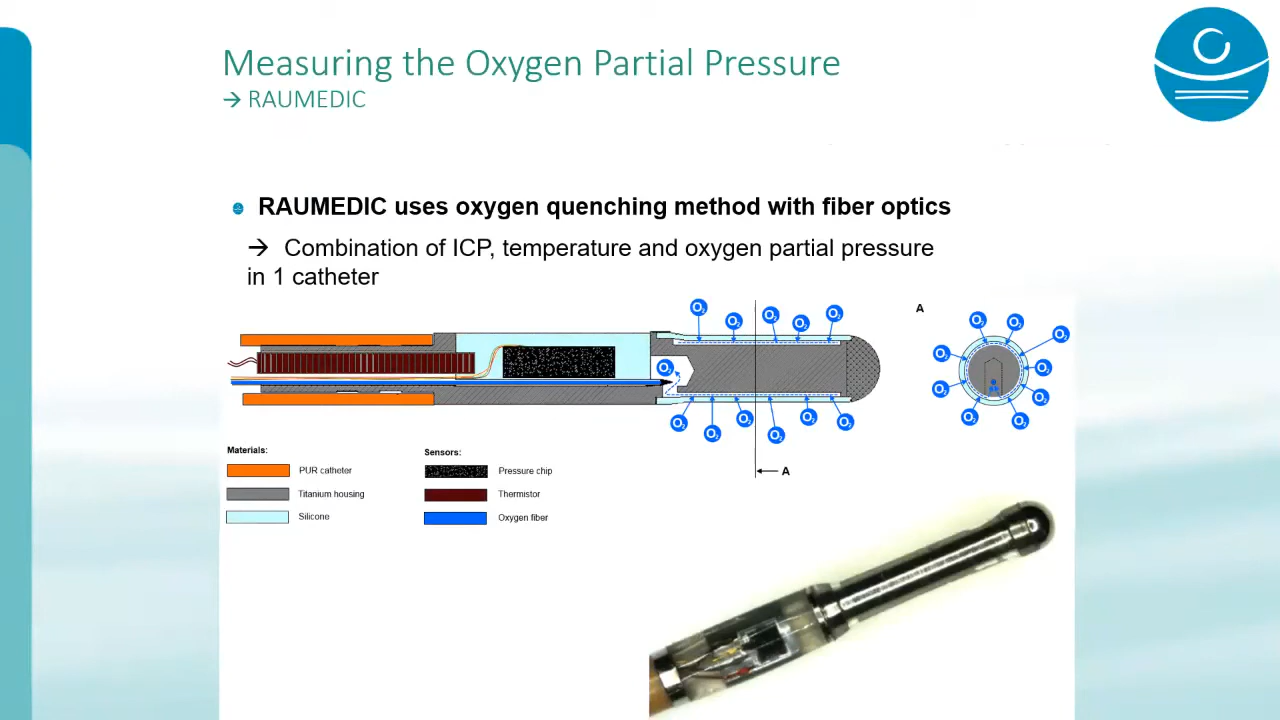 Measuring the Oxygen Partial Pressure
→ RAUMEDIC
RAUMEDIC uses oxygen quenching method with fiber optics
→ Combination of ICP, temperature and oxygen partial pressure
in 1 catheter
O₂ O₂ O₂ O₂ O₂
O₂
O₂ O₂ O₂ O₂ O₂ O₂
A
A
O₂ O₂ O₂
O₂ O₂
O₂ O₂
O₂ O₂
Materials:
PUR catheter
Titanium housing
Silicone
Sensors:
Pressure chip
Thermistor
Oxygen fiber